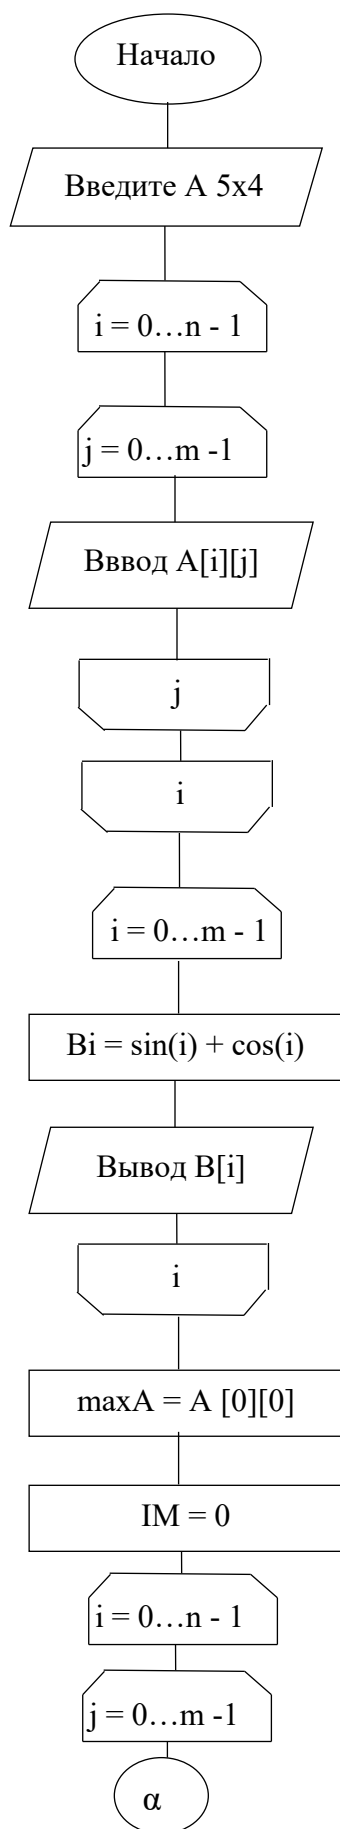 Начало
Введите А 5х4
i = 0…n - 1
j = 0…m -1
Вввод A[i][j]
j
i
i = 0…m - 1
Bi = sin(i) + cos(i)
Вывод B[i]
i
maxA = A [0][0]
IM = 0
i = 0…n - 1
j = 0…m -1
α